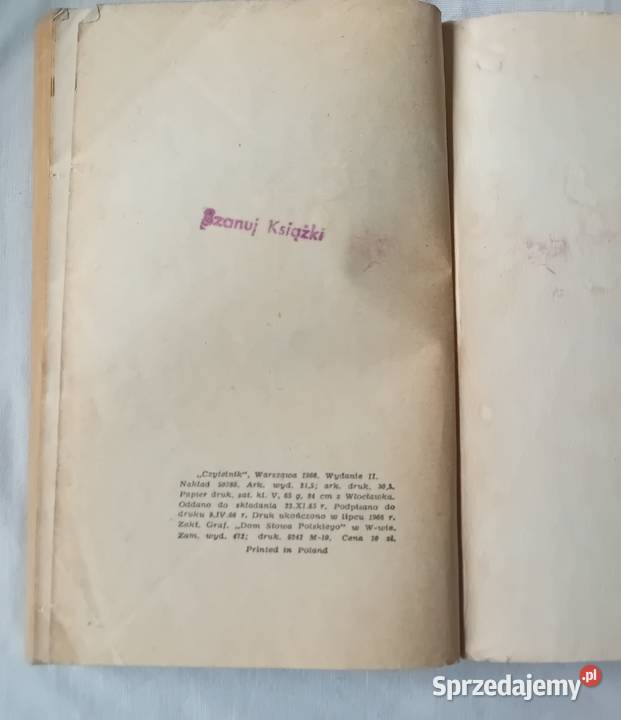 Szanuj Książki
„Czytelnik", Warszawa 1966. Wydanie II.
Nakład 50280. Ark. wyd. 21,5; ark. druk. 30,5.
Papier druk. sat. kl. V, 65 g. 84 cm z Włocławka.
Oddano do składania 22.XI.65 r. Podpisano do
druku 9.IV.66 r. Druk ukończono w lipcu 1966 r.
Zakł. Graf. „Dom Słowa Polskiego" w W-wie.
Zam. wyd. 472; druk. 6242 M-10. Cena 30 zł.
Printed in Poland
Sprzedajemy.pl